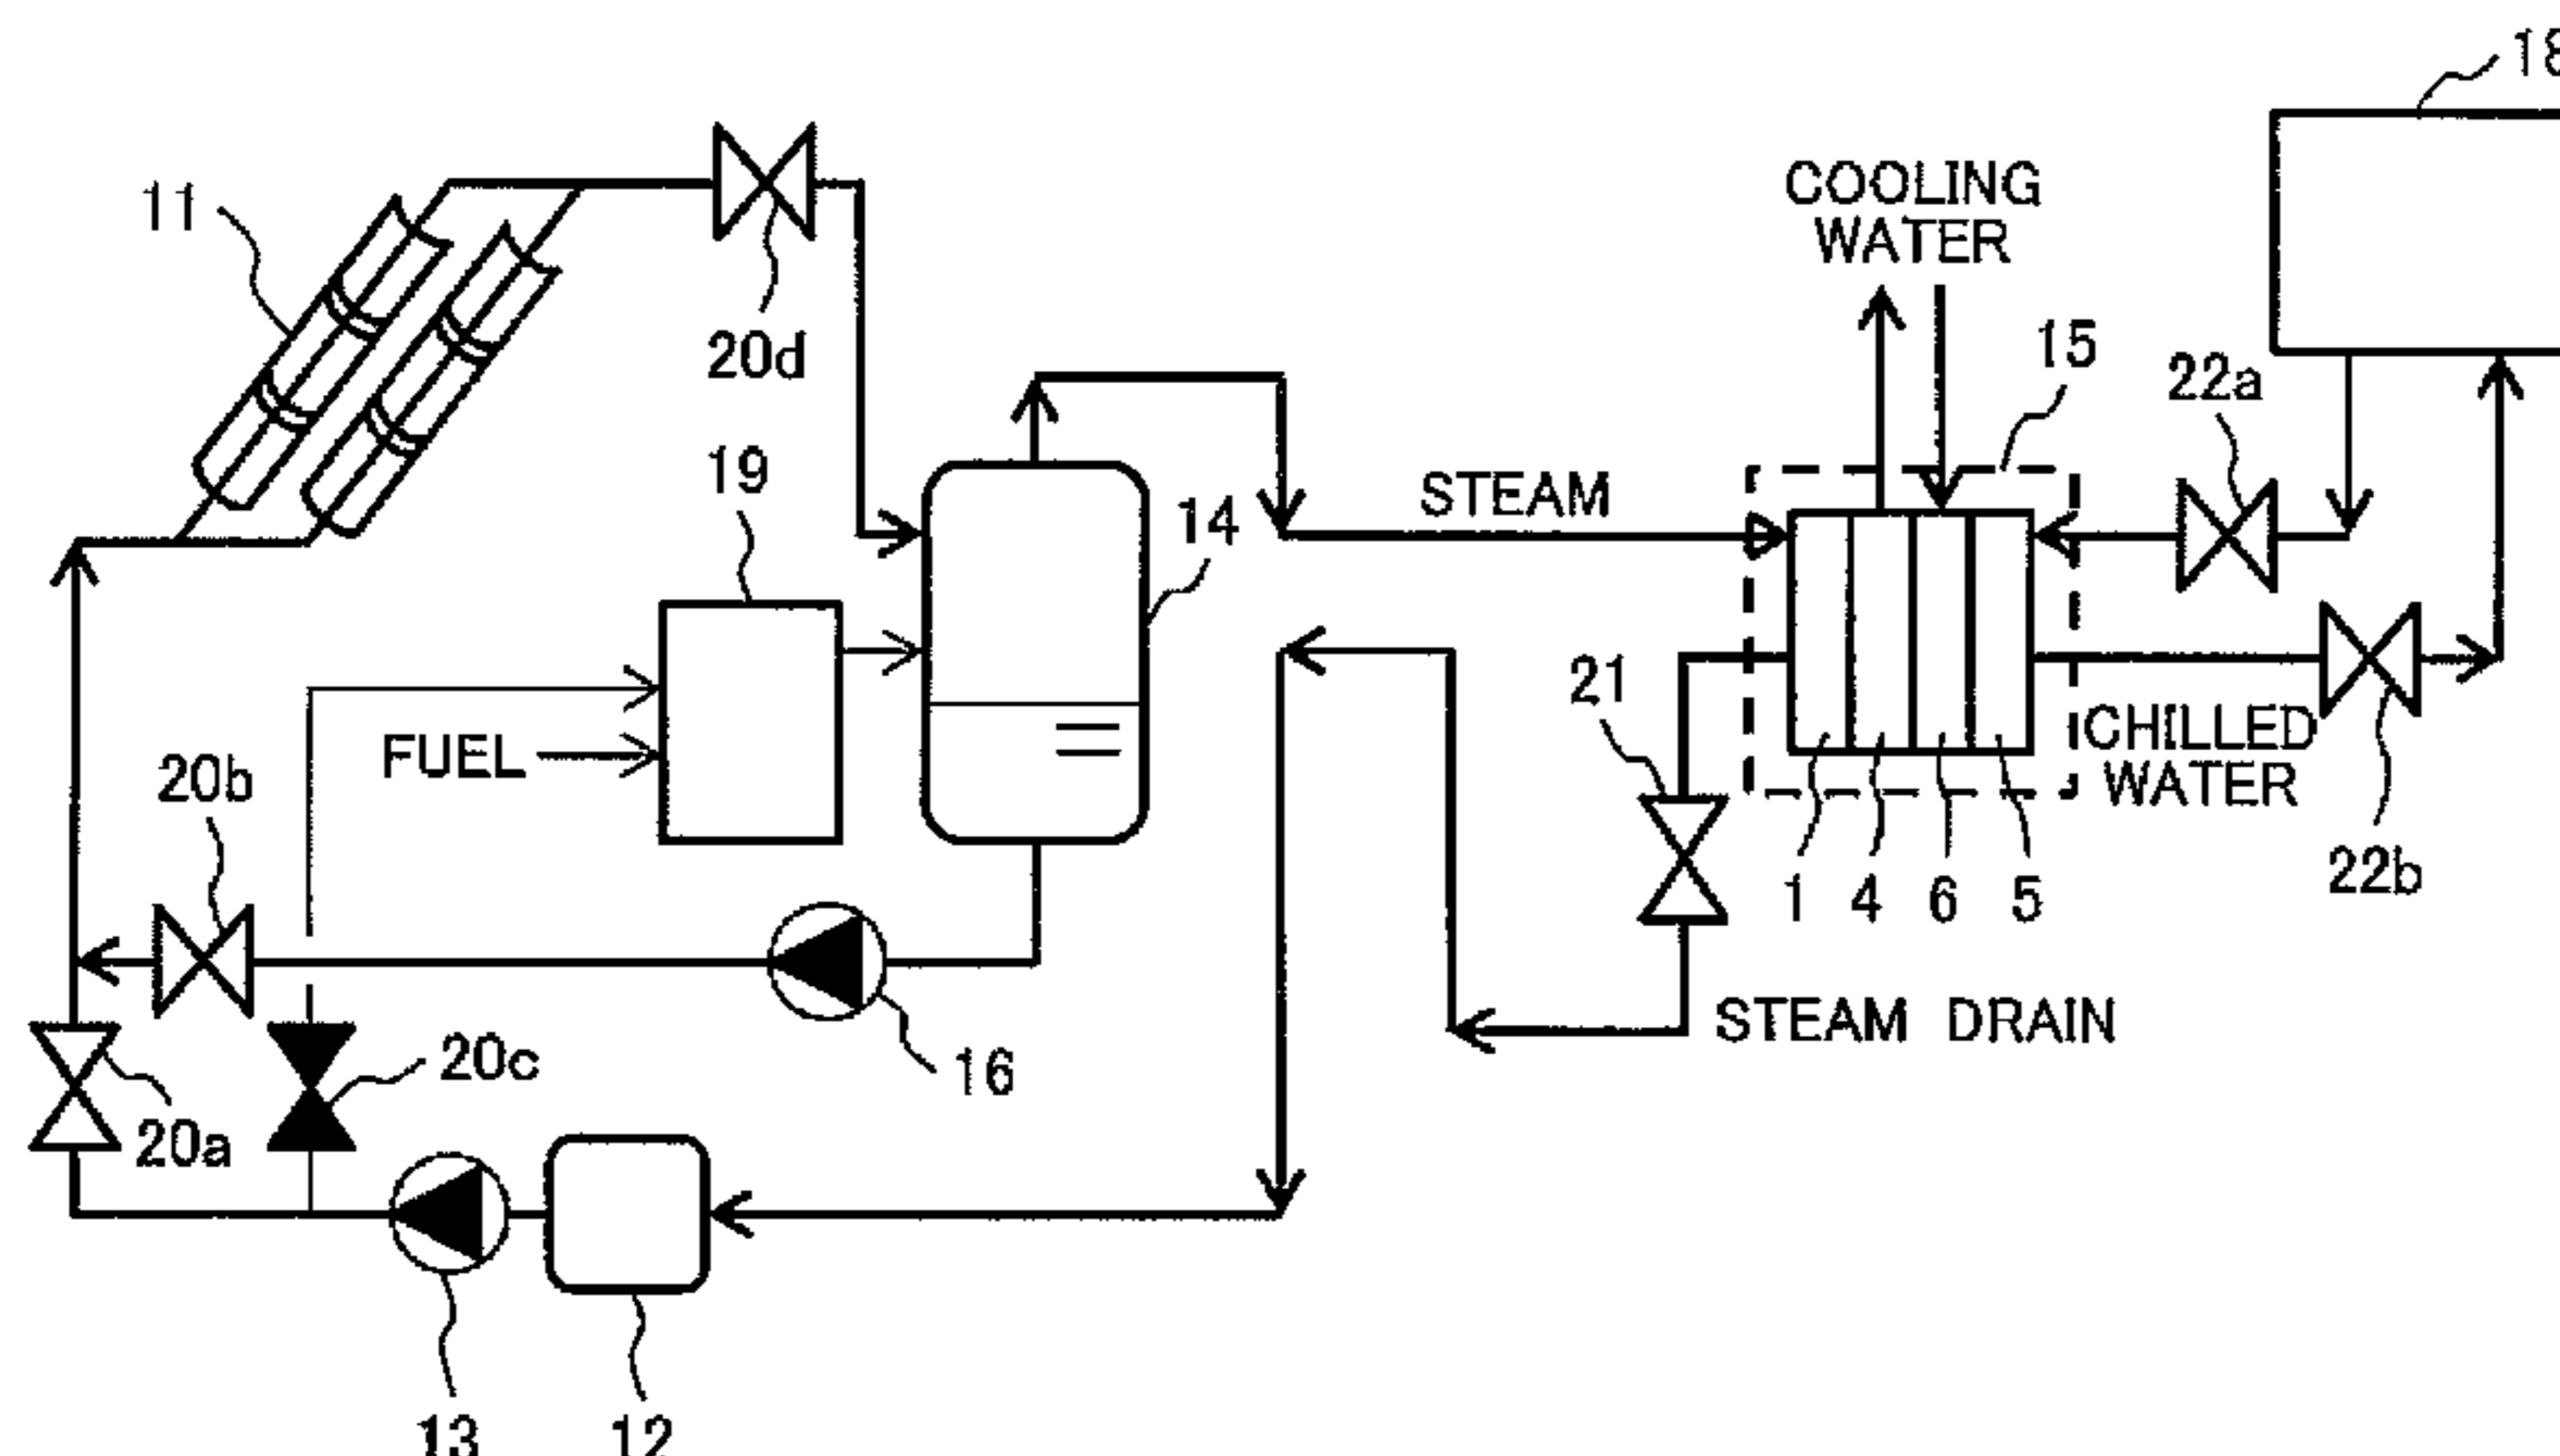 18
COOLING
WATER
11
20d
15
22a
19
STEAM
14
21
FUEL
20b
CHILLED
WATER
22b
1 4 6 5
STEAM DRAIN
20c
16
20a
13
12